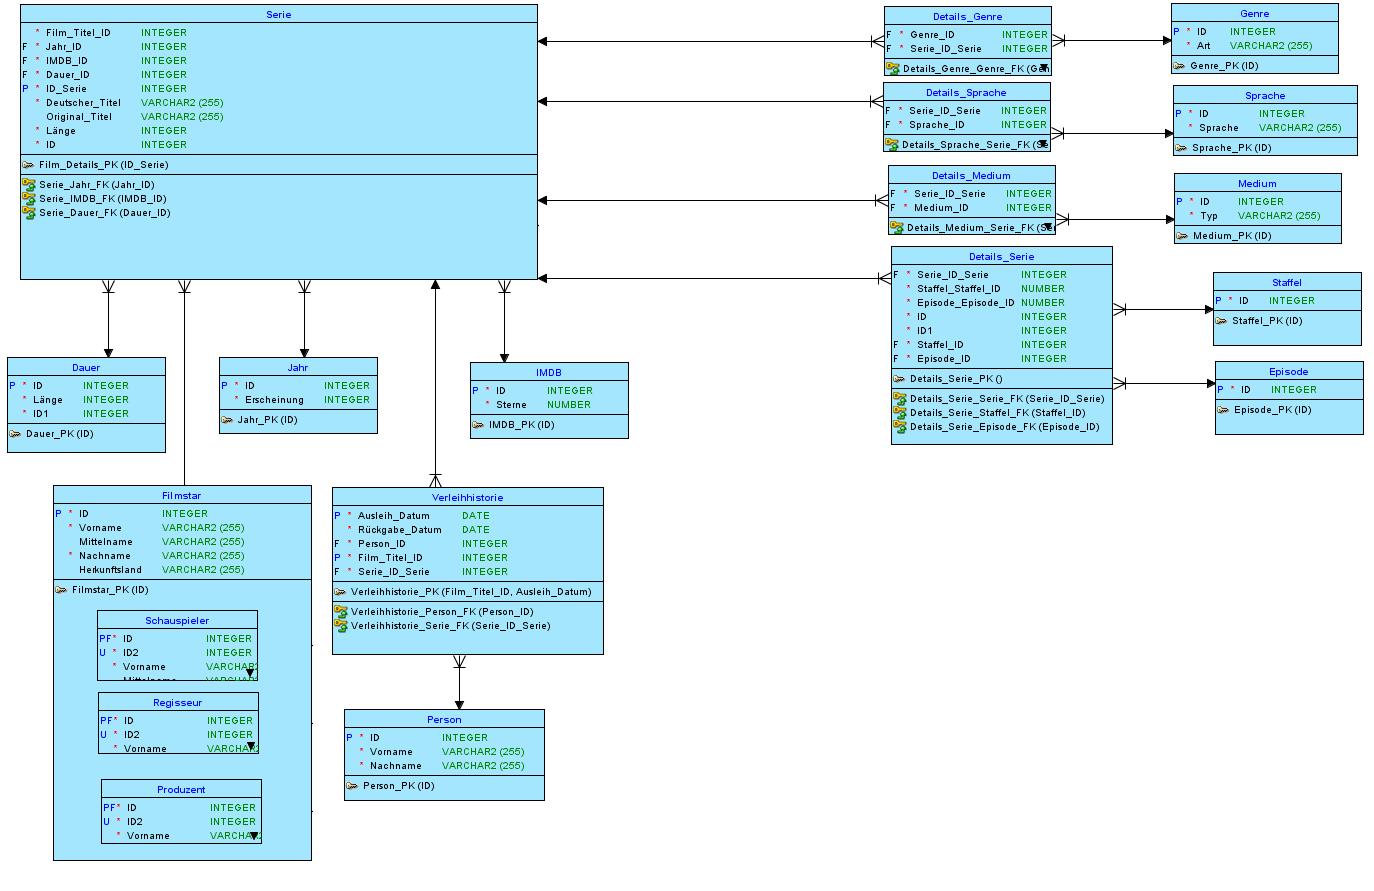 Serie
* Film_Titel_ID INTEGER
F * Jahr_ID INTEGER
F * IMDB_ID INTEGER
F * Dauer_ID INTEGER
P * ID_Serie INTEGER
* Deutscher_Titel VARCHAR2 (255)
Original_Titel VARCHAR2 (255)
* Länge INTEGER
* ID INTEGER
Film_Details_PK (ID_Serie)
Serie_Jahr_FK (Jahr_ID)
Serie_IMDB_FK (IMDB_ID)
Serie_Dauer_FK (Dauer_ID)
Details_Genre
F * Genre_ID INTEGER
F * Serie_ID_Serie INTEGER
Details_Genre_Genre_FK (Gen
Genre
P * ID INTEGER
* Art VARCHAR2 (255)
Genre_PK (ID)
Details_Sprache
F * Serie_ID_Serie INTEGER
F * Sprache_ID INTEGER
Details_Sprache_Serie_FK (Se
Sprache
P * ID INTEGER
* Sprache VARCHAR2 (255)
Sprache_PK (ID)
Details_Medium
F * Serie_ID_Serie INTEGER
F * Medium_ID INTEGER
Details_Medium_Serie_FK (Se
Medium
P * ID INTEGER
* Typ VARCHAR2 (255)
Medium_PK (ID)
Details_Serie
F * Serie_ID_Serie INTEGER
* Staffel_Staffel_ID NUMBER
* Episode_Episode_ID NUMBER
* ID INTEGER
* ID1 INTEGER
F * Staffel_ID INTEGER
F * Episode_ID INTEGER
Details_Serie_PK ()
Details_Serie_Serie_FK (Serie_ID_Serie)
Details_Serie_Staffel_FK (Staffel_ID)
Details_Serie_Episode_FK (Episode_ID)
Staffel
P * ID INTEGER
Staffel_PK (ID)
Episode
P * ID INTEGER
Episode_PK (ID)
Dauer
P * ID INTEGER
* Länge INTEGER
* ID1 INTEGER
Dauer_PK (ID)
Jahr
P * ID INTEGER
* Erscheinung INTEGER
Jahr_PK (ID)
IMDB
P * ID INTEGER
* Sterne NUMBER
IMDB_PK (ID)
Filmstar
P * ID INTEGER
* Vorname VARCHAR2 (255)
Mittelname VARCHAR2 (255)
* Nachname VARCHAR2 (255)
Herkunftsland VARCHAR2 (255)
Filmstar_PK (ID)
Schauspieler
PF * ID INTEGER
U * ID2 INTEGER
* Vorname VARCHAR2
Regisseur
PF * ID INTEGER
U * ID2 INTEGER
* Vorname VARCHAR2
Produzent
PF * ID INTEGER
U * ID2 INTEGER
* Vorname VARCHA
Verleihhistorie
P * Ausleih_Datum DATE
* Rückgabe_Datum DATE
F * Person_ID INTEGER
P * Film_Titel_ID INTEGER
F * Serie_ID_Serie INTEGER
Verleihhistorie_PK (Film_Titel_ID, Ausleih_Datum)
Verleihhistorie_Person_FK (Person_ID)
Verleihhistorie_Serie_FK (Serie_ID_Serie)
Person
P * ID INTEGER
* Vorname VARCHAR2 (255)
* Nachname VARCHAR2 (255)
Person_PK (ID)